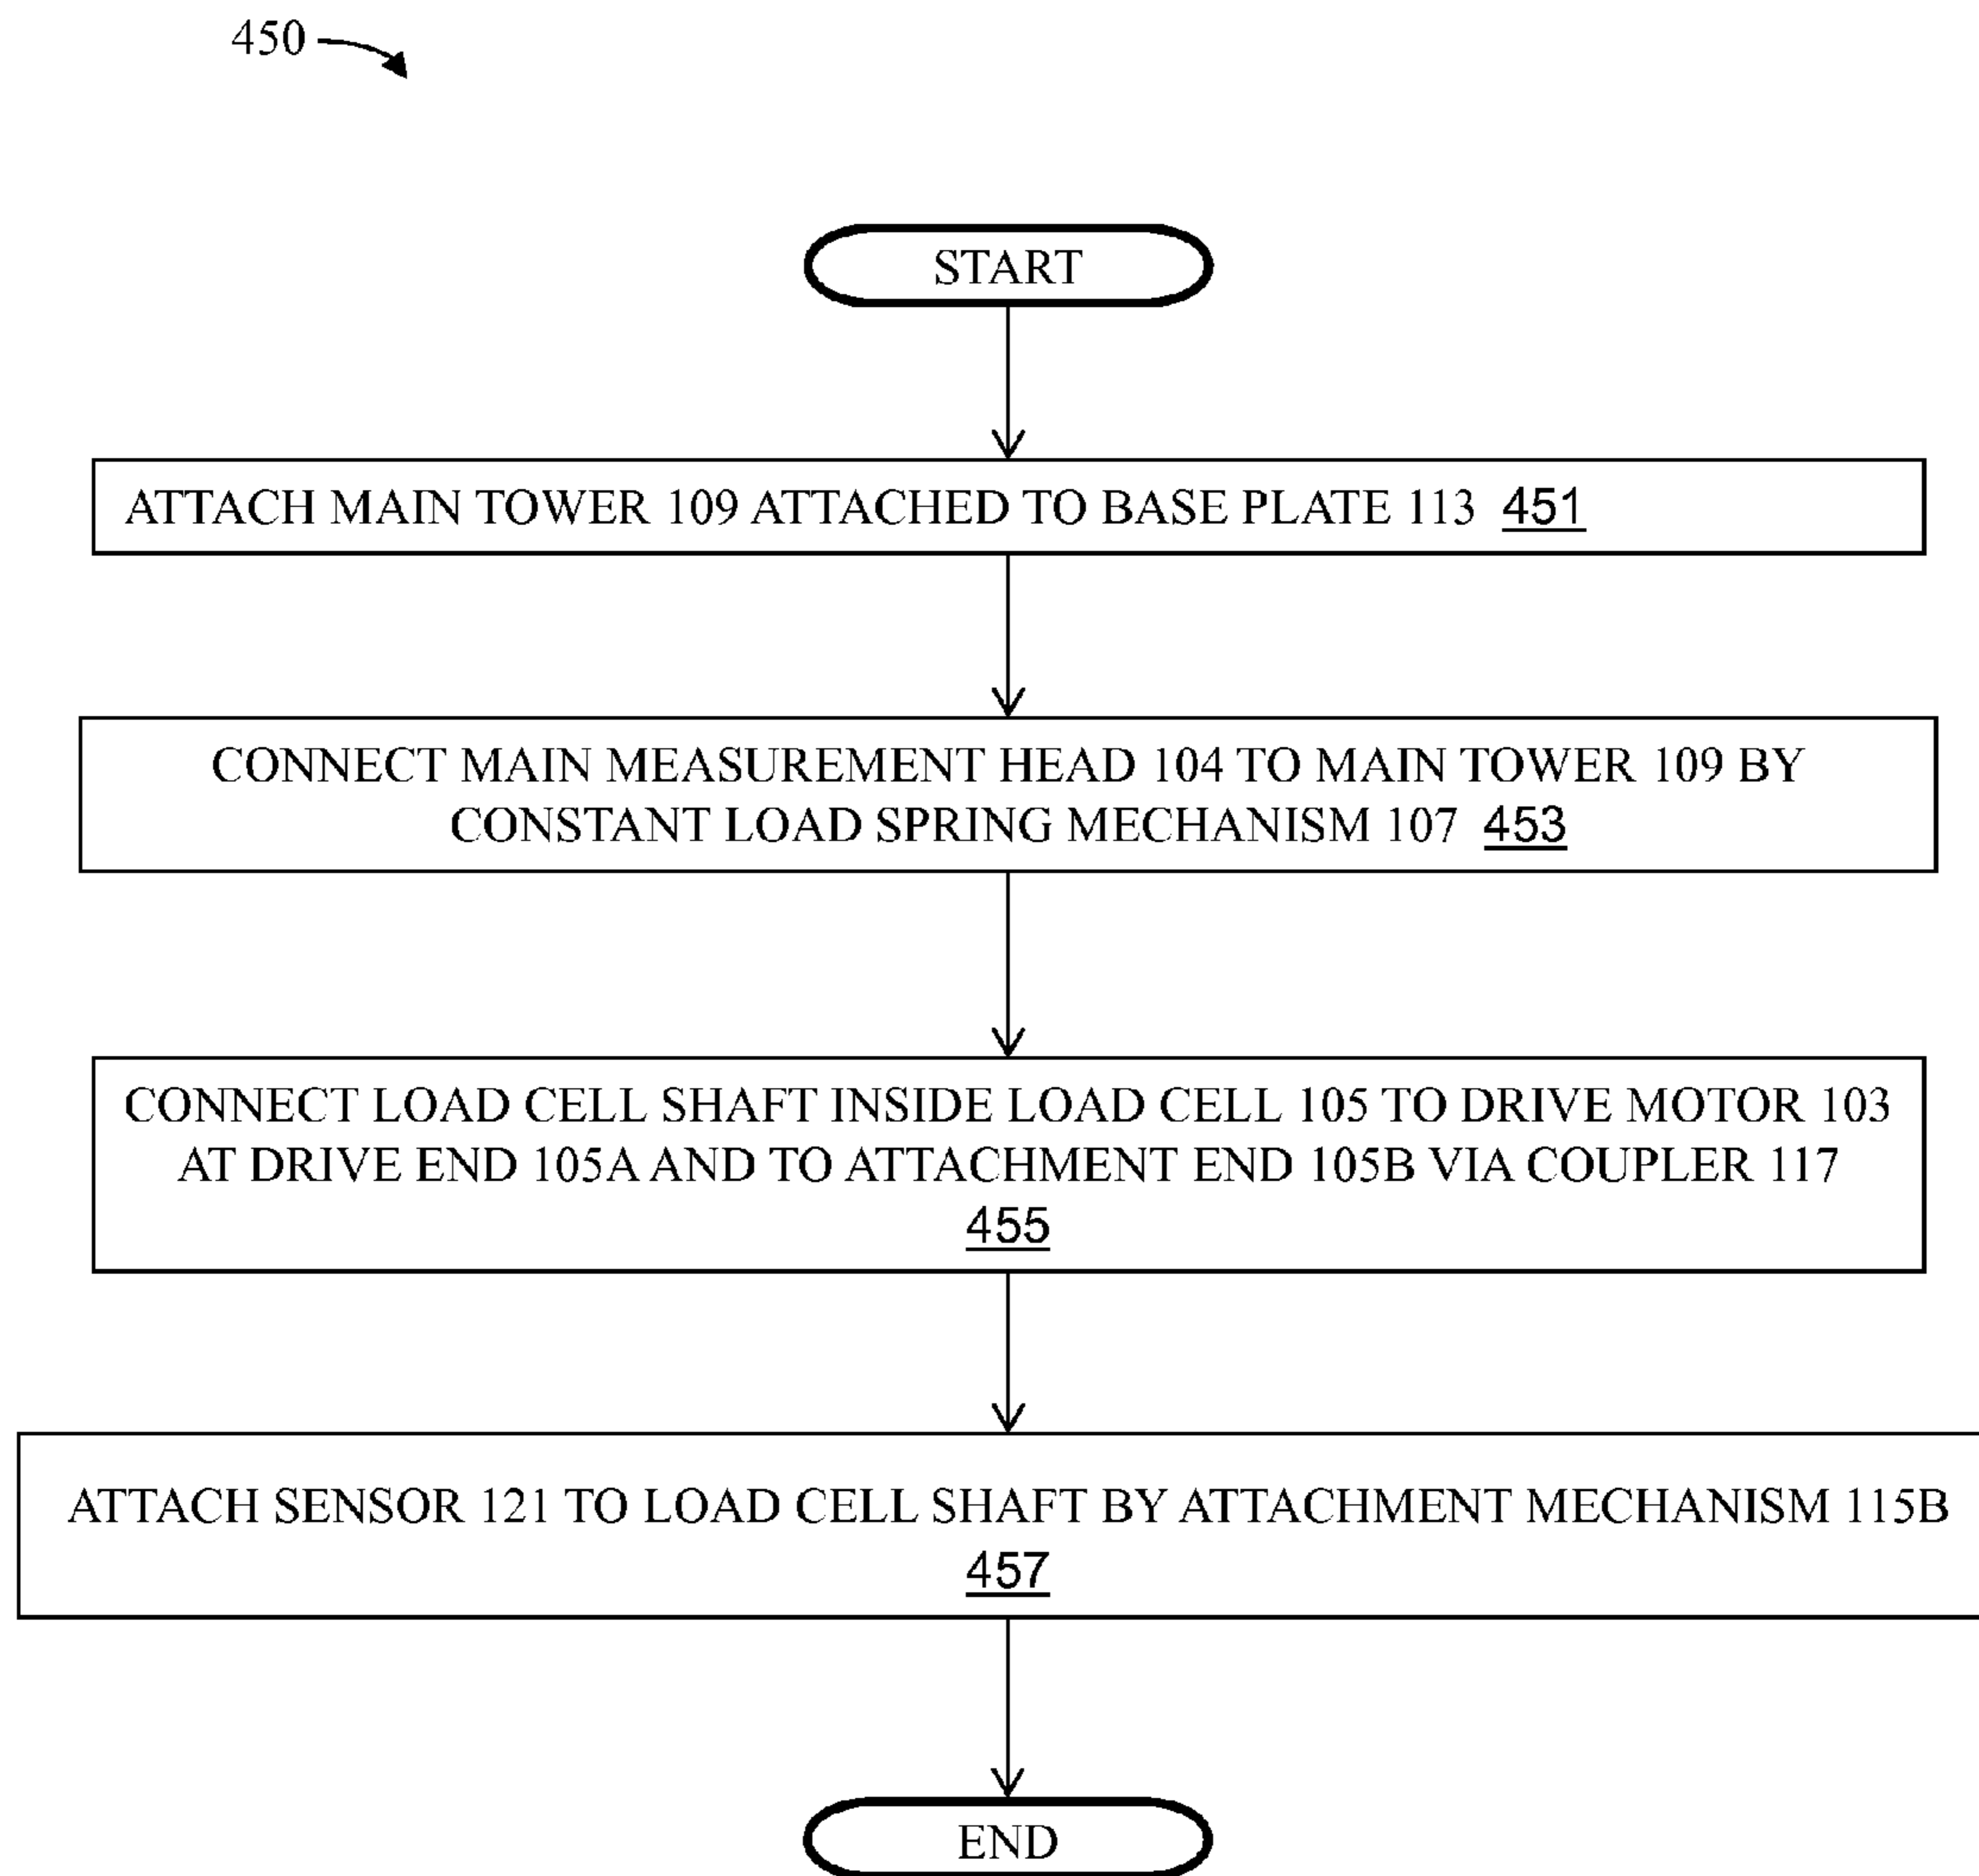 450
START
ATTACH MAIN TOWER 109 ATTACHED TO BASE PLATE 113 451
CONNECT MAIN MEASUREMENT HEAD 104 TO MAIN TOWER 109 BY
CONSTANT LOAD SPRING MECHANISM 107 453
CONNECT LOAD CELL SHAFT INSIDE LOAD CELL 105 TO DRIVE MOTOR 103
AT DRIVE END 105A AND TO ATTACHMENT END 105B VIA COUPLER 117
455
ATTACH SENSOR 121 TO LOAD CELL SHAFT BY ATTACHMENT MECHANISM 115B
457
END